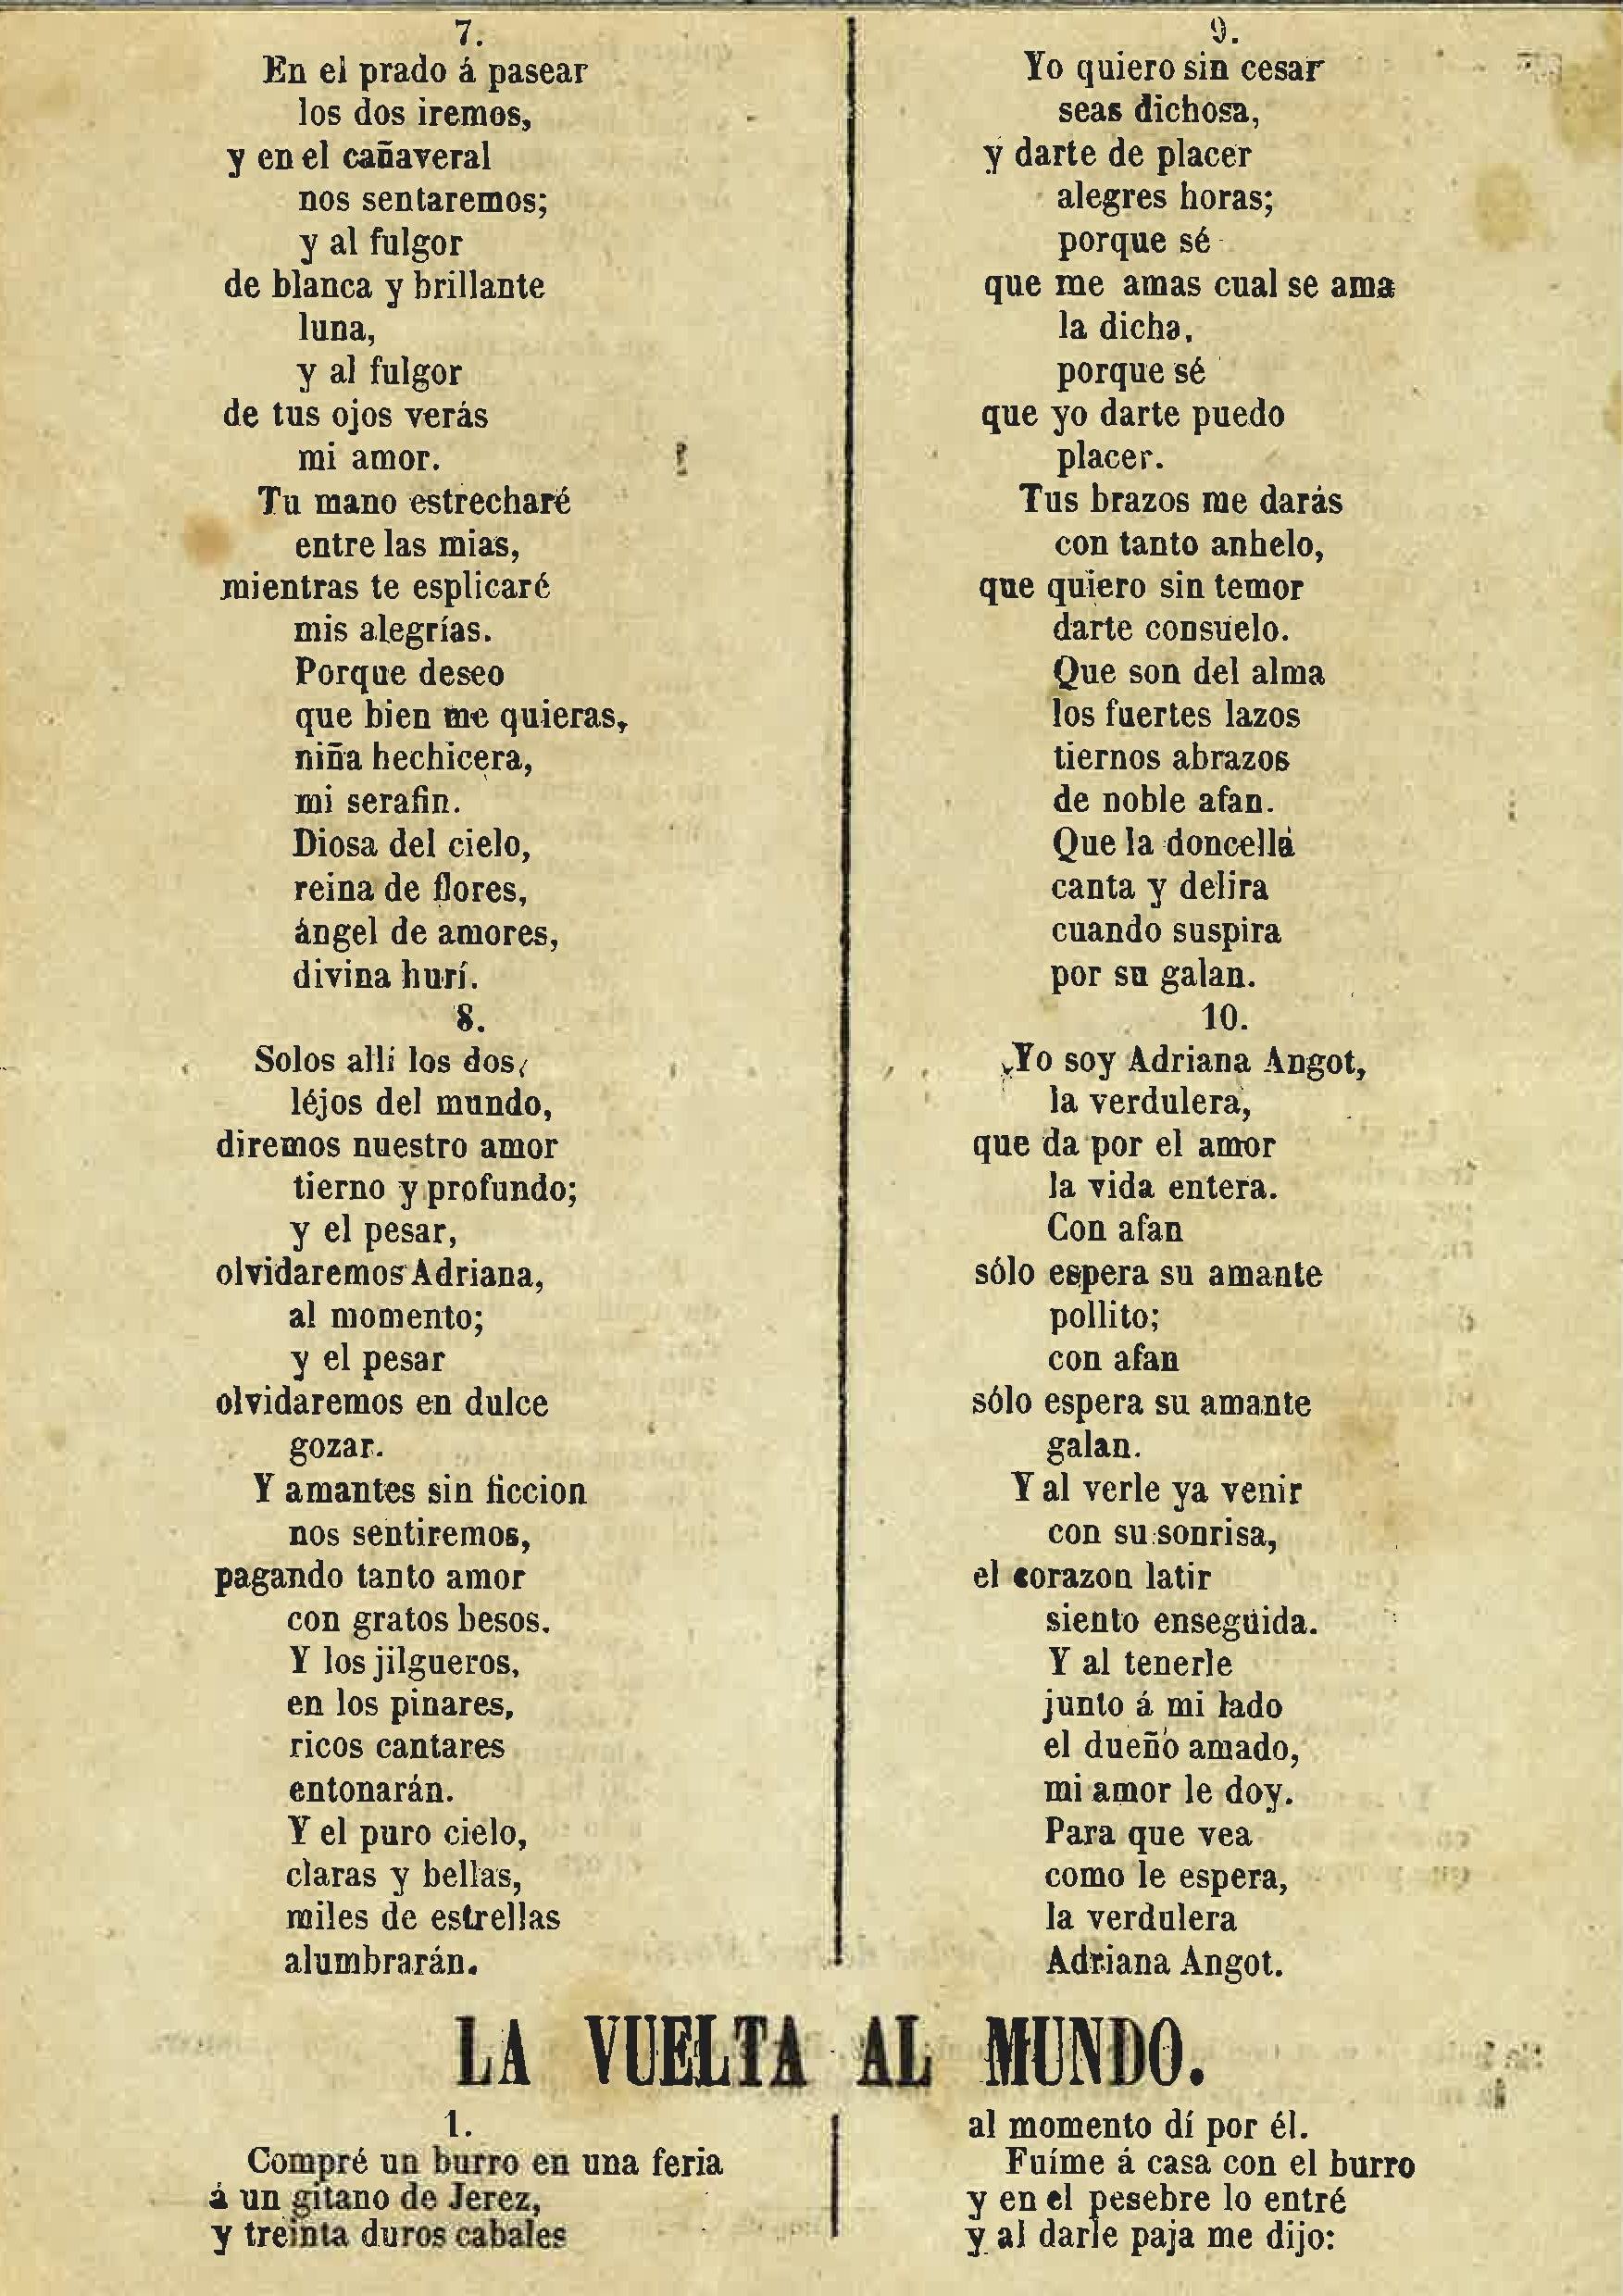 7.
En el prado á pasear
los dos iremos,
y en el cañaveral
nos sentaremos;
y al fulgor
de blanca y brillante
luna,
y al fulgor
de tus ojos verás
mi amor.
Tu mano estrecharé
entre las mias,
mientras te esplicaré
mis alegrías.
Porque deseo
que bien me quieras,
niña hechicera,
mi serafin.
Diosa del cielo,
reina de flores,
ángel de amores,
divina hurí.
8.
Solos allí los dos,
léjos del mundo,
diremos nuestro amor
tierno y profundo;
y el pesar,
olvidaremos Adriana,
al momento;
y el pesar
olvidaremos en dulce
gozar.
Y amantes sin ficcion
nos sentiremos,
pagando tanto amor
con gratos besos.
Y los jilgueros,
en los pinares,
ricos cantares
entonarán.
Y el puro cielo,
claras y bellas,
miles de estrellas
alumbrarán.
9.
Yo quiero sin cesar
seas dichosa,
y darte de placer
alegres horas;
porque sé
que me amas cual se ama
la dicha,
porque sé
que yo darte puedo
placer.
Tus brazos me darás
con tanto anhelo,
que quiero sin temor
darte consuelo.
Que son del alma
los fuertes lazos
tiernos abrazos
de noble afan.
Que la doncella
canta y delira
cuando suspira
por su galan.
10.
Yo soy Adriana Angot,
la verdulera,
que da por el amor
la vida entera.
Con afan
sólo espera su amante
pollito;
con afan
sólo espera su amante
galan.
Y al verle ya venir
con su sonrisa,
el corazon latir
siento enseguida.
Y al tenerle
junto á mi lado
el dueño amado,
mi amor le doy.
Para que vea
como le espera,
la verdulera
Adriana Angot.
LA VUELTA AL MUNDO.
1.
Compré un burro en una feria
á un gitano de Jerez,
y treinta duros cabales
al momento dí por él.
Fuíme á casa con el burro
y en el pesebre lo entré
y al darle paja me dijo: